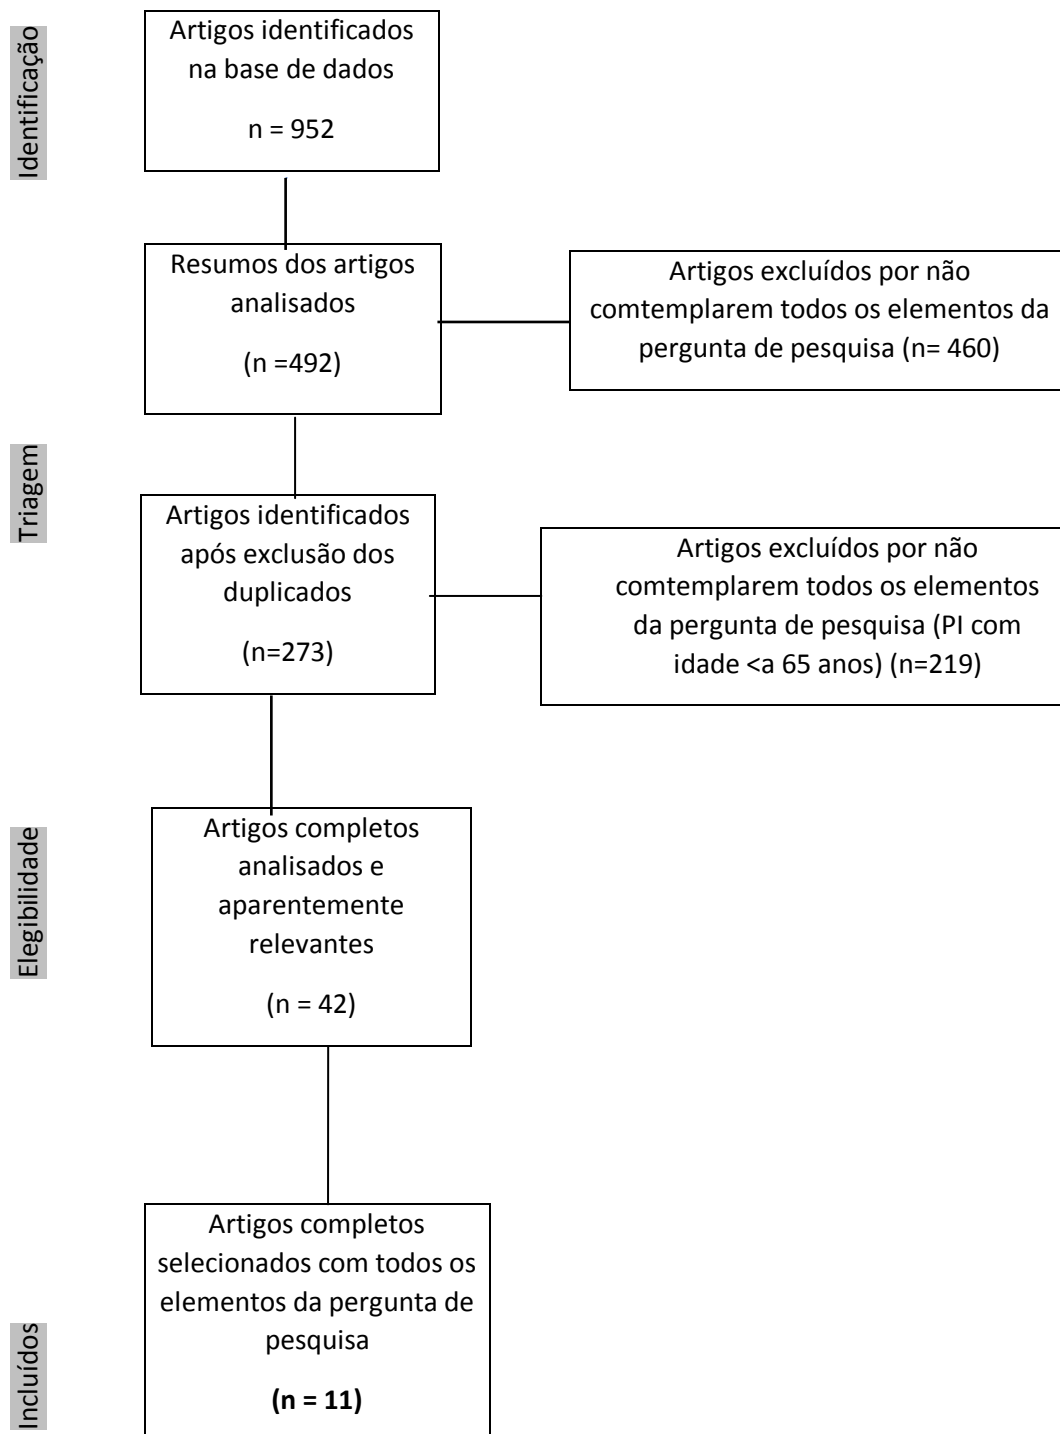 Identificação
Artigos identificados
na base de dados
n = 952
Resumos dos artigos
analisados
(n =492)
Artigos excluídos por não
comtemplarem todos os elementos da
pergunta de pesquisa (n= 460)
Triagem
Artigos identificados
após exclusão dos
duplicados
(n=273)
Artigos excluídos por não
comtemplarem todos os elementos
da pergunta de pesquisa (PI com
idade <a 65 anos) (n=219)
Elegibilidade
Artigos completos
analisados e
aparentemente
relevantes
(n = 42)
Incluídos
Artigos completos
selecionados com todos os
elementos da pergunta de
pesquisa
(n = 11)